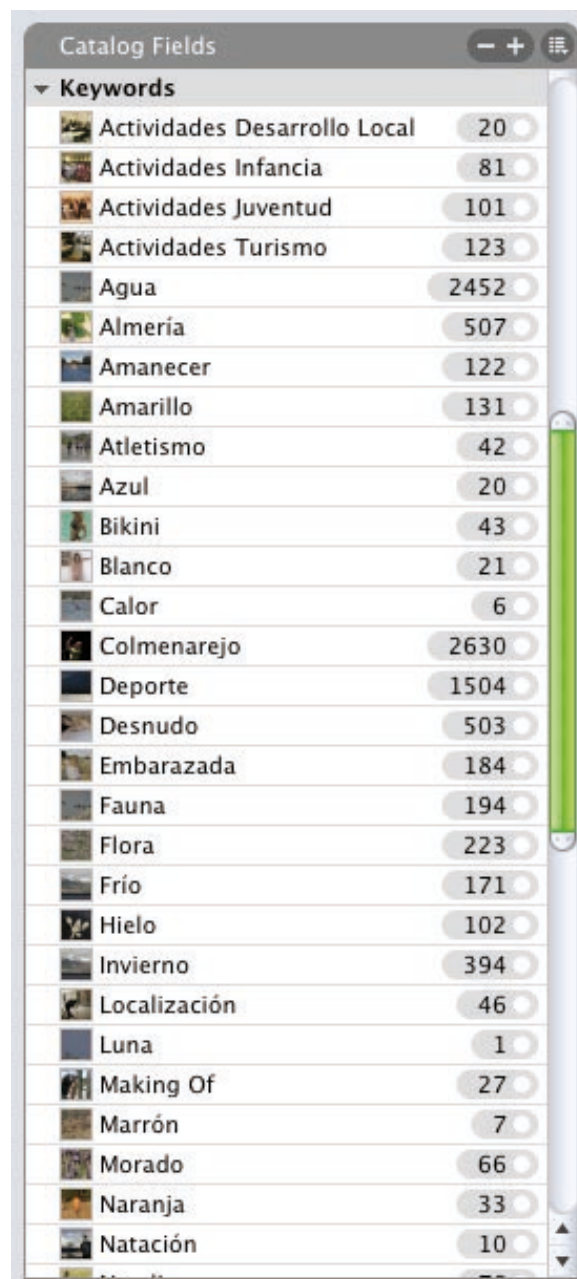 Catalog Fields
Keywords
Actividades Desarrollo Local 20
Actividades Infancia 81
Actividades Juventud 101
Actividades Turismo 123
Agua 2452
Almería 507
Amanecer 122
Amarillo 131
Atletismo 42
Azul 20
Bikini 43
Blanco 21
Calor 6
Colmenarejo 2630
Deporte 1504
Desnudo 503
Embarazada 184
Fauna 194
Flora 223
Frío 171
Hielo 102
Invierno 394
Localización 46
Luna 1
Making Of 27
Marrón 7
Morado 66
Naranja 33
Natación 10